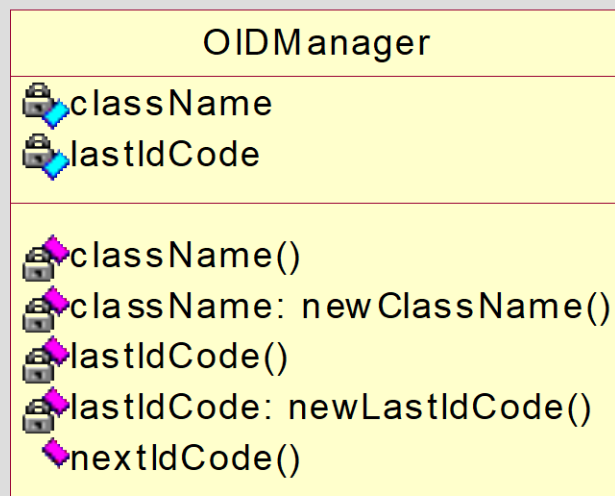 OIDManager
className
lastIdCode
className()
className: newClassName()
lastIdCode()
lastIdCode: newLastIdCode()
nextIdCode()